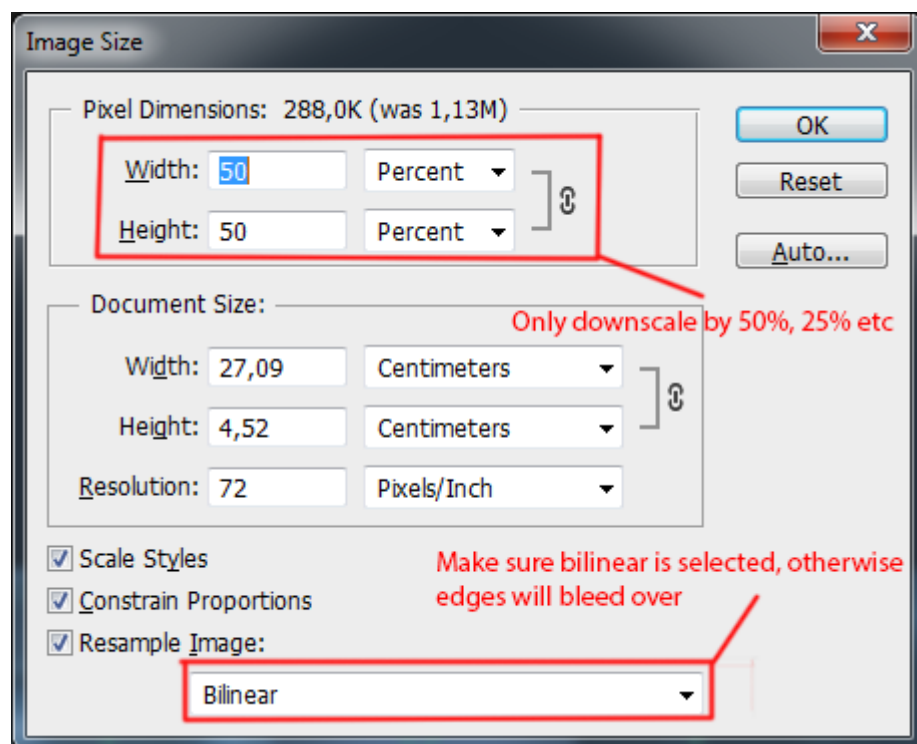 Image Size
Pixel Dimensions: 288,0K (was 1,13M)
OK
Width: 50 Percent
Reset
Height: 50 Percent
Auto...
Document Size:
Only downscale by 50%, 25% etc
Width: 27,09 Centimeters
Height: 4,52 Centimeters
Resolution: 72 Pixels/Inch
Scale Styles
Make sure bilinear is selected, otherwise
edges will bleed over
Constrain Proportions
Resample Image:
Bilinear